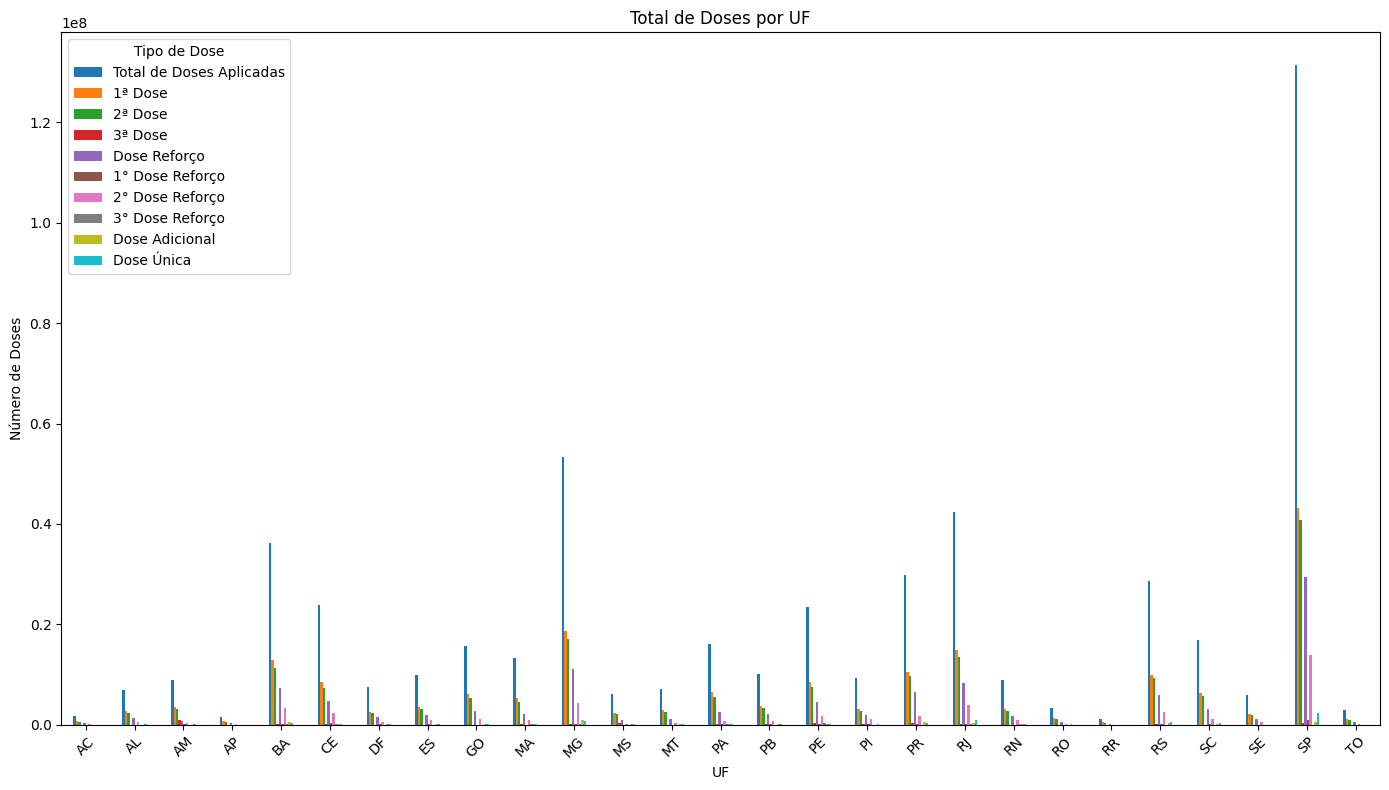 Total de Doses por UF
1e8
Tipo de Dose
Total de Doses Aplicadas
1ª Dose
2ª Dose
3ª Dose
Dose Reforço
1° Dose Reforço
2° Dose Reforço
3° Dose Reforço
Dose Adicional
Dose Única
Número de Doses
1.2
1.0
0.8
0.6
0.4
0.2
0.0
AC AL AM AP BA CE DF ES GO MA MG MS MT PA PB PE PI PR RJ RN RO RR RS SC SE SP TO
UF